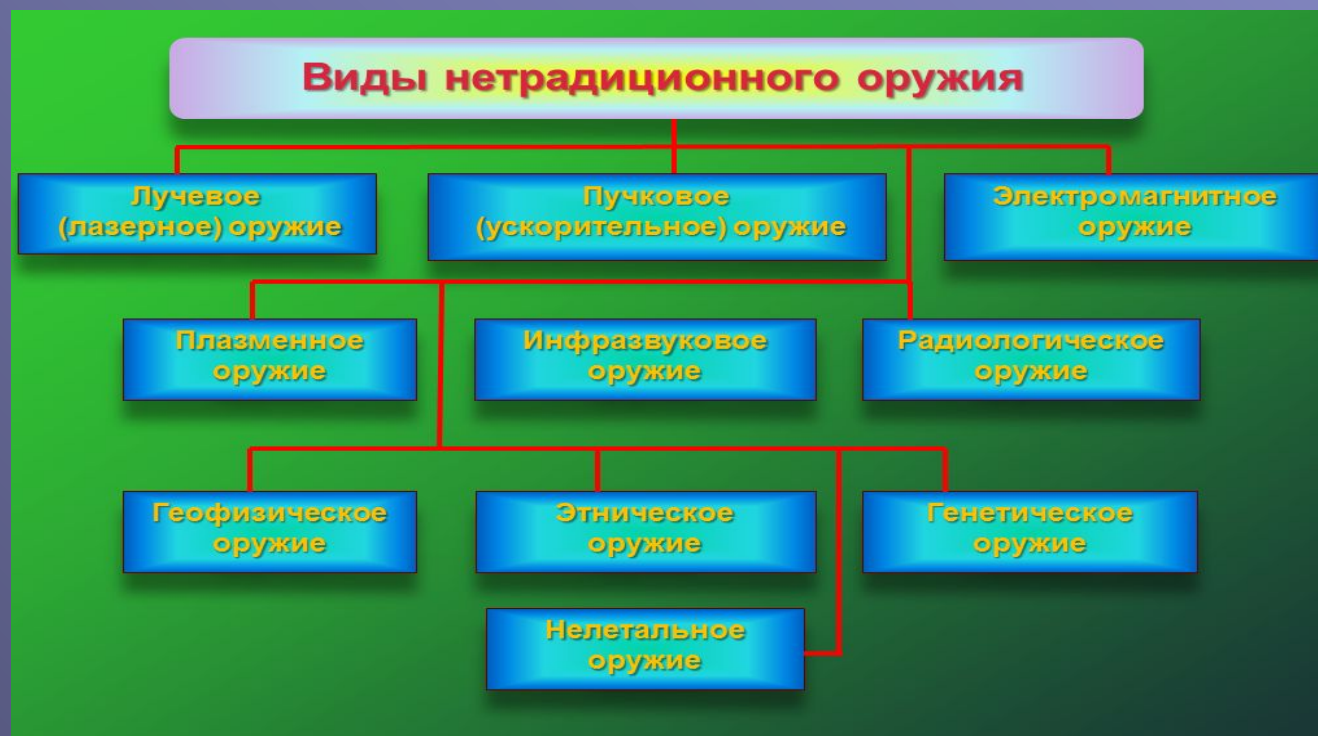 Виды нетрадиционного оружия
Лучевое
(лазерное) оружие
Пучковое
(ускорительное) оружие
Электромагнитное
оружие
Плазменное
оружие
Инфразвуковое
оружие
Радиологическое
оружие
Геофизическое
оружие
Этническое
оружие
Генетическое
оружие
Нелетальное
оружие